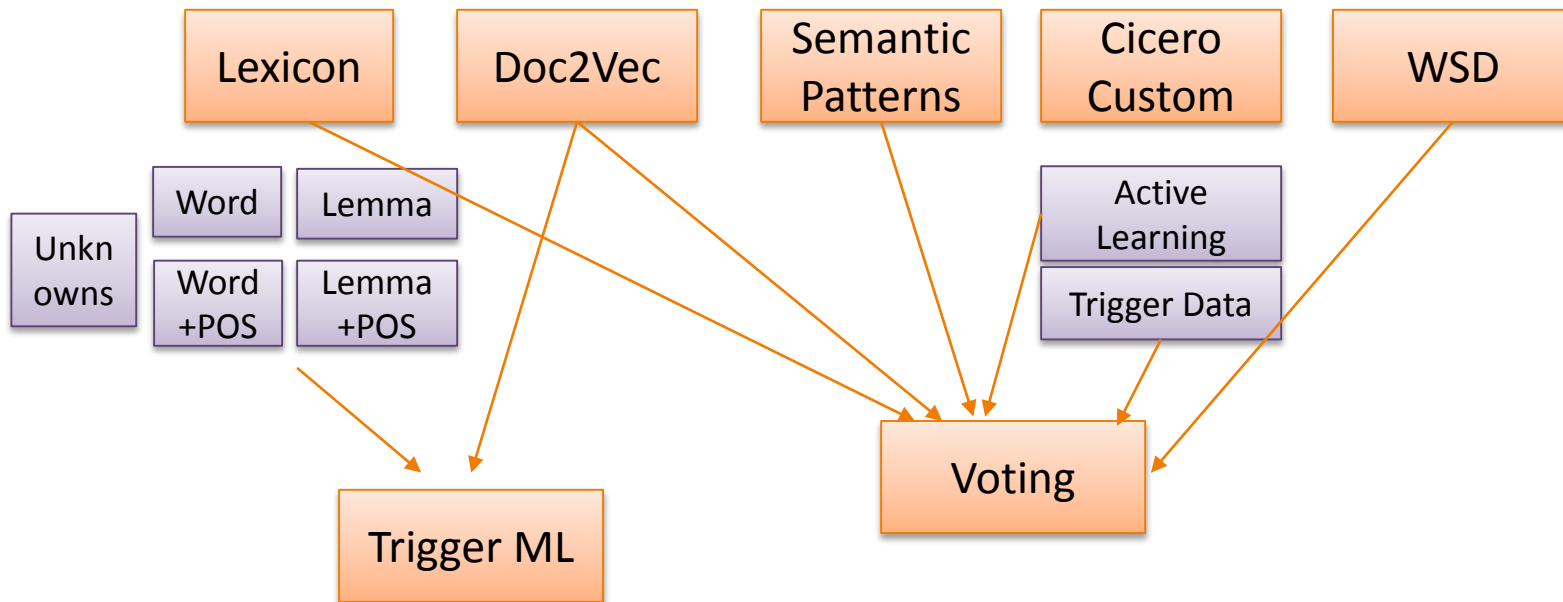 Lexicon
Doc2Vec
Semantic
Patterns
Cicero
Custom
WSD
Unkn
owns
Word
Lemma
Word
+POS
Lemma
+POS
Active
Learning
Trigger Data
Trigger ML
Voting